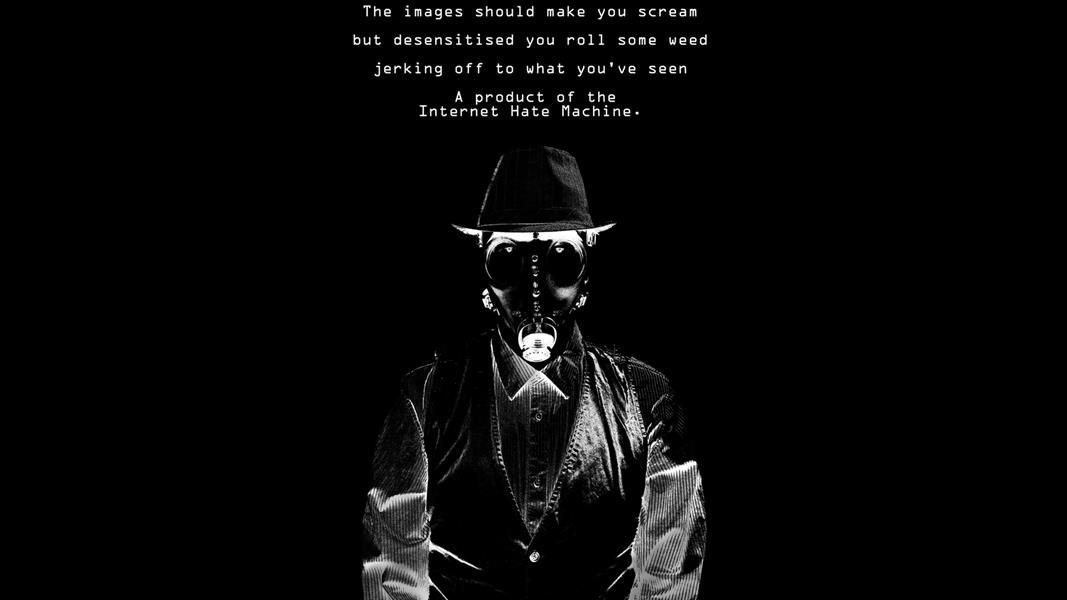 The images should make you scream
but desensitised you roll some weed
jerking off to what you've seen
A product of the
Internet Hate Machine.